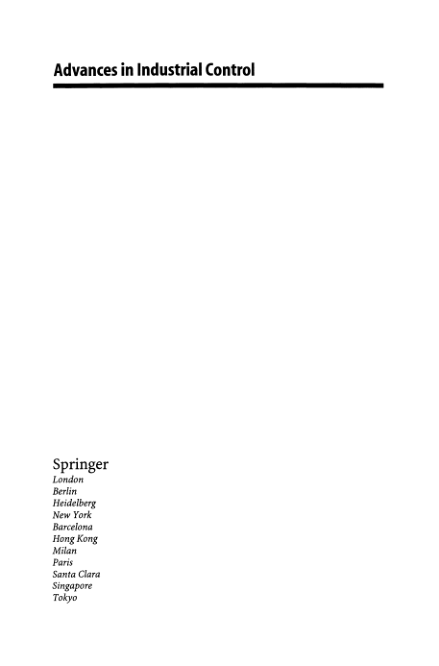 Advances in Industrial Control
Springer
London
Berlin
Heidelberg
New York
Barcelona
Hong Kong
Milan
Paris
Santa Clara
Singapore
Tokyo